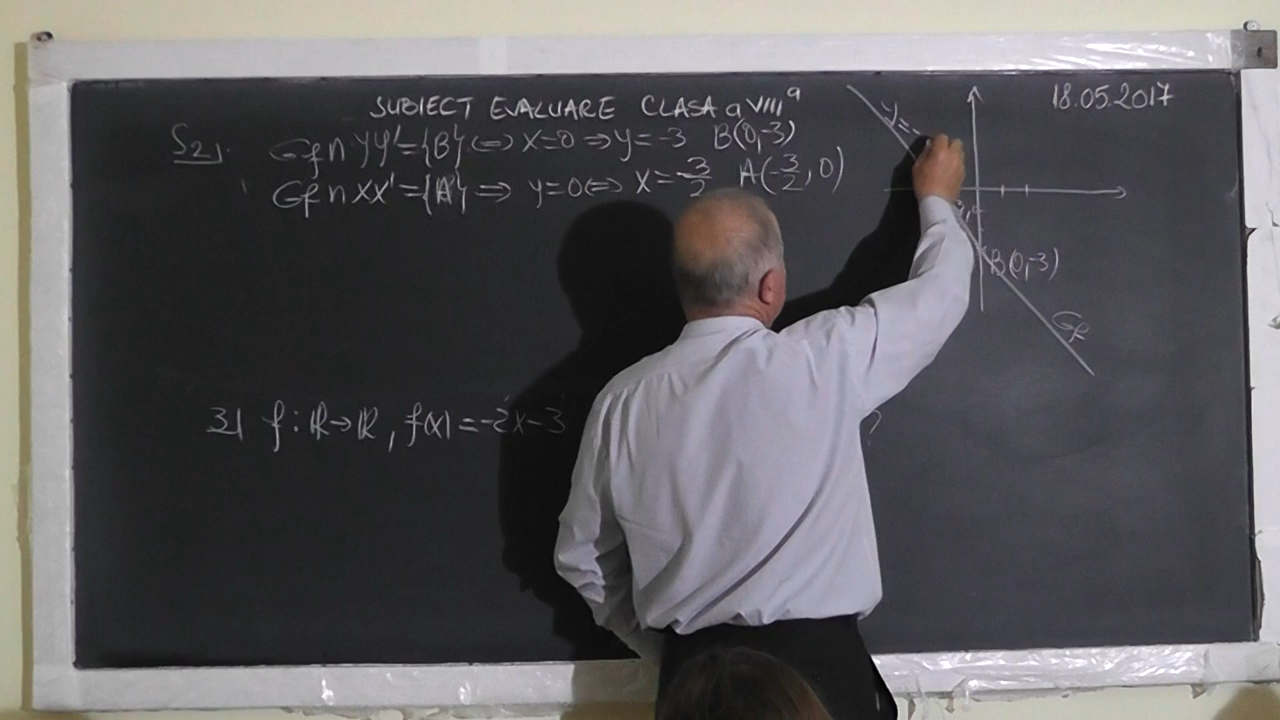 SUBIECT EVALUARE CLASA a VIIIª
18.05.2017
S2).
Gf∩yy'={B}⇔ x=0 ⇒ y=-3 B(0,-3)
Gf∩xx'={A}⇒ y=0⇔ x=-3/2 A(-3/2,0)
y=-
B(0,-3)
Gf
3) f:ℝ→ℝ, f(x)=-2x-3
?